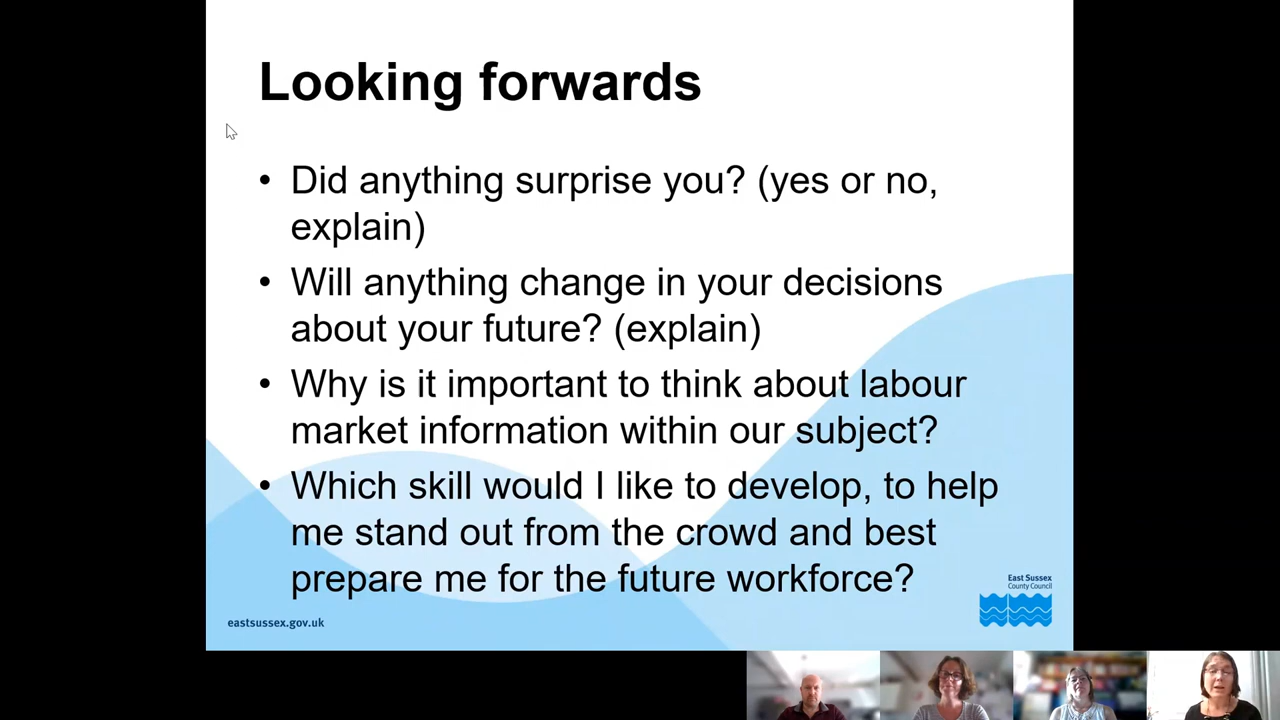 Looking forwards
• Did anything surprise you? (yes or no,
explain)
• Will anything change in your decisions
about your future? (explain)
• Why is it important to think about labour
market information within our subject?
• Which skill would I like to develop, to help
me stand out from the crowd and best
prepare me for the future workforce?
East Sussex
County Council
eastsussex.gov.uk